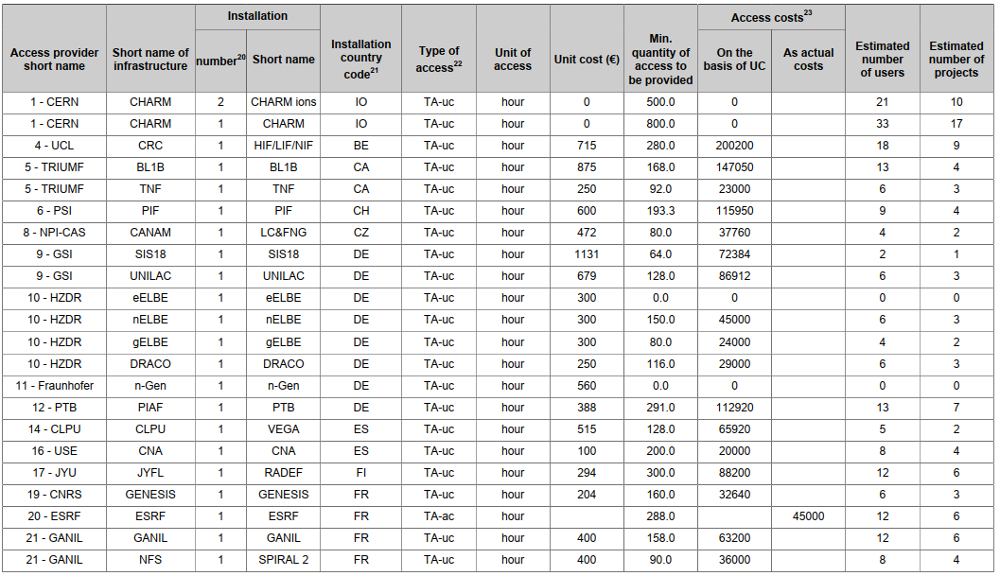 Access provider short name | Short name of infrastructure | Installation number20 | Installation Short name | Installation country code21 | Type of access22 | Unit of access | Unit cost (€) | Min. quantity of access to be provided | Access costs23 On the basis of UC | Access costs23 As actual costs | Estimated number of users | Estimated number of projects
1 - CERN | CHARM | 2 | CHARM ions | IO | TA-uc | hour | 0 | 500.0 | 0 | | 21 | 10
1 - CERN | CHARM | 1 | CHARM | IO | TA-uc | hour | 0 | 800.0 | 0 | | 33 | 17
4 - UCL | CRC | 1 | HIF/LIF/NIF | BE | TA-uc | hour | 715 | 280.0 | 200200 | | 18 | 9
5 - TRIUMF | BL1B | 1 | BL1B | CA | TA-uc | hour | 875 | 168.0 | 147050 | | 13 | 4
5 - TRIUMF | TNF | 1 | TNF | CA | TA-uc | hour | 250 | 92.0 | 23000 | | 6 | 3
6 - PSI | PIF | 1 | PIF | CH | TA-uc | hour | 600 | 193.3 | 115950 | | 9 | 4
8 - NPI-CAS | CANAM | 1 | LC&FNG | CZ | TA-uc | hour | 472 | 80.0 | 37760 | | 4 | 2
9 - GSI | SIS18 | 1 | SIS18 | DE | TA-uc | hour | 1131 | 64.0 | 72384 | | 2 | 1
9 - GSI | UNILAC | 1 | UNILAC | DE | TA-uc | hour | 679 | 128.0 | 86912 | | 6 | 3
10 - HZDR | eELBE | 1 | eELBE | DE | TA-uc | hour | 300 | 0.0 | 0 | | 0 | 0
10 - HZDR | nELBE | 1 | nELBE | DE | TA-uc | hour | 300 | 150.0 | 45000 | | 6 | 3
10 - HZDR | gELBE | 1 | gELBE | DE | TA-uc | hour | 300 | 80.0 | 24000 | | 4 | 2
10 - HZDR | DRACO | 1 | DRACO | DE | TA-uc | hour | 250 | 116.0 | 29000 | | 6 | 3
11 - Fraunhofer | n-Gen | 1 | n-Gen | DE | TA-uc | hour | 560 | 0.0 | 0 | | 0 | 0
12 - PTB | PIAF | 1 | PTB | DE | TA-uc | hour | 388 | 291.0 | 112920 | | 13 | 7
14 - CLPU | CLPU | 1 | VEGA | ES | TA-uc | hour | 515 | 128.0 | 65920 | | 5 | 2
16 - USE | CNA | 1 | CNA | ES | TA-uc | hour | 100 | 200.0 | 20000 | | 8 | 4
17 - JYU | JYFL | 1 | RADEF | FI | TA-uc | hour | 294 | 300.0 | 88200 | | 12 | 6
19 - CNRS | GENESIS | 1 | GENESIS | FR | TA-uc | hour | 204 | 160.0 | 32640 | | 6 | 3
20 - ESRF | ESRF | 1 | ESRF | FR | TA-ac | hour | | 288.0 | | 45000 | 12 | 6
21 - GANIL | GANIL | 1 | GANIL | FR | TA-uc | hour | 400 | 158.0 | 63200 | | 12 | 6
21 - GANIL | NFS | 1 | SPIRAL 2 | FR | TA-uc | hour | 400 | 90.0 | 36000 | | 8 | 4